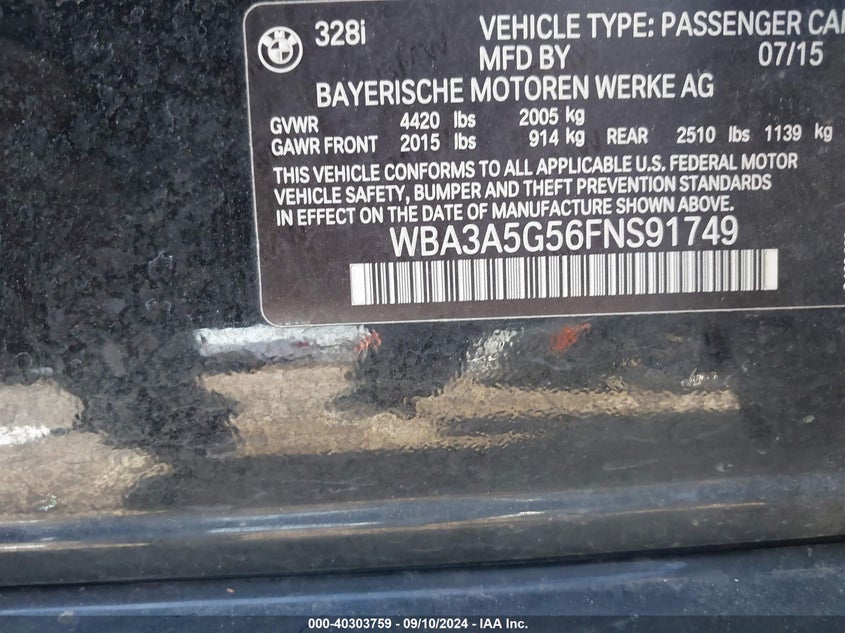 328i VEHICLE TYPE: PASSENGER CAR
MFD BY 07/15
BAYERISCHE MOTOREN WERKE AG
GVWR 4420 lbs 2005 kg
GAWR FRONT 2015 lbs 914 kg REAR 2510 lbs 1139 kg
THIS VEHICLE CONFORMS TO ALL APPLICABLE U.S. FEDERAL MOTOR
VEHICLE SAFETY, BUMPER AND THEFT PREVENTION STANDARDS
IN EFFECT ON THE DATE OF MANUFACTURE SHOWN ABOVE.
WBA3A5G56FNS91749
000-40303759 - 09/10/2024 - IAA Inc.